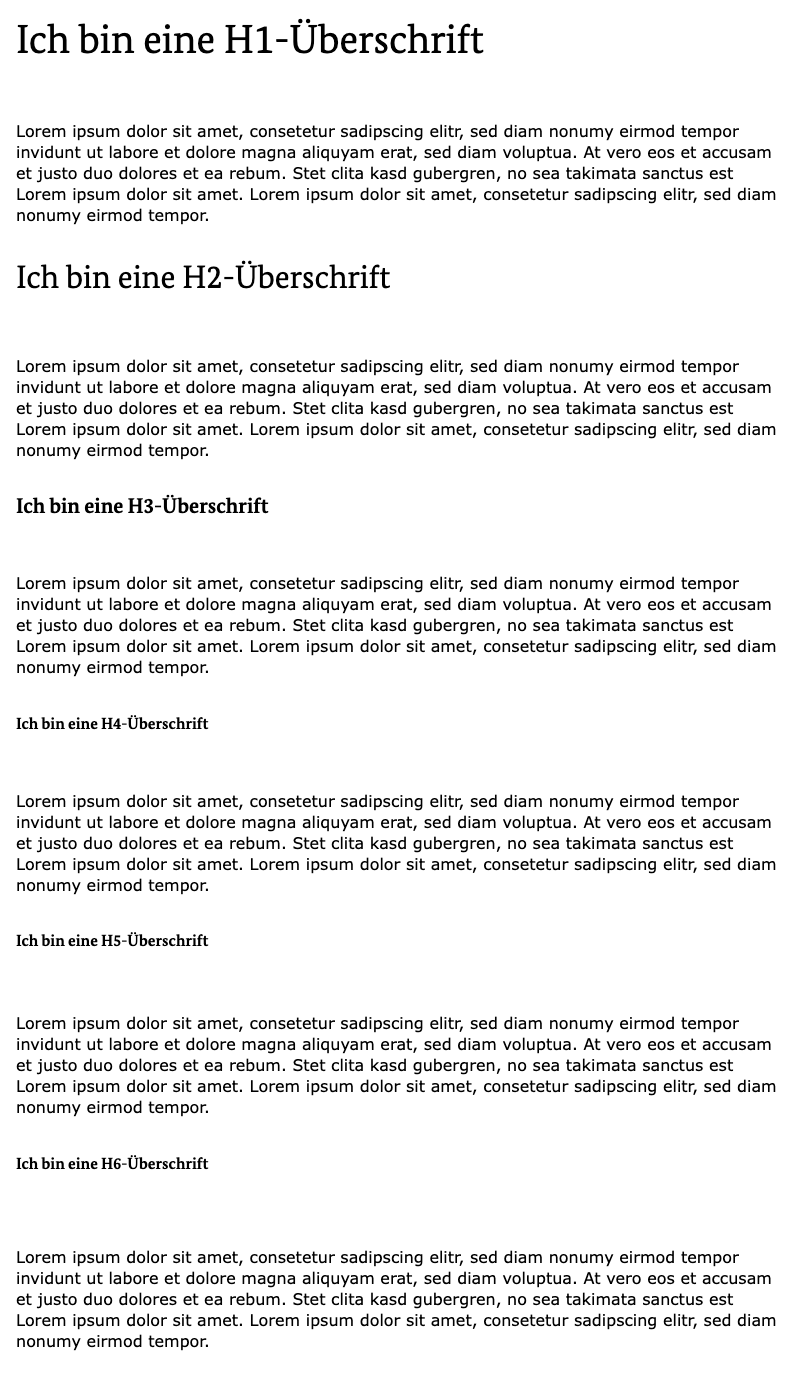 Ich bin eine H1-Überschrift
Lorem ipsum dolor sit amet, consetetur sadipscing elitr, sed diam nonumy eirmod tempor
invidunt ut labore et dolore magna aliquyam erat, sed diam voluptua. At vero eos et accusam
et justo duo dolores et ea rebum. Stet clita kasd gubergren, no sea takimata sanctus est
Lorem ipsum dolor sit amet. Lorem ipsum dolor sit amet, consetetur sadipscing elitr, sed diam
nonumy eirmod tempor.
Ich bin eine H2-Überschrift
Lorem ipsum dolor sit amet, consetetur sadipscing elitr, sed diam nonumy eirmod tempor
invidunt ut labore et dolore magna aliquyam erat, sed diam voluptua. At vero eos et accusam
et justo duo dolores et ea rebum. Stet clita kasd gubergren, no sea takimata sanctus est
Lorem ipsum dolor sit amet. Lorem ipsum dolor sit amet, consetetur sadipscing elitr, sed diam
nonumy eirmod tempor.
Ich bin eine H3-Überschrift
Lorem ipsum dolor sit amet, consetetur sadipscing elitr, sed diam nonumy eirmod tempor
invidunt ut labore et dolore magna aliquyam erat, sed diam voluptua. At vero eos et accusam
et justo duo dolores et ea rebum. Stet clita kasd gubergren, no sea takimata sanctus est
Lorem ipsum dolor sit amet. Lorem ipsum dolor sit amet, consetetur sadipscing elitr, sed diam
nonumy eirmod tempor.
Ich bin eine H4-Überschrift
Lorem ipsum dolor sit amet, consetetur sadipscing elitr, sed diam nonumy eirmod tempor
invidunt ut labore et dolore magna aliquyam erat, sed diam voluptua. At vero eos et accusam
et justo duo dolores et ea rebum. Stet clita kasd gubergren, no sea takimata sanctus est
Lorem ipsum dolor sit amet. Lorem ipsum dolor sit amet, consetetur sadipscing elitr, sed diam
nonumy eirmod tempor.
Ich bin eine H5-Überschrift
Lorem ipsum dolor sit amet, consetetur sadipscing elitr, sed diam nonumy eirmod tempor
invidunt ut labore et dolore magna aliquyam erat, sed diam voluptua. At vero eos et accusam
et justo duo dolores et ea rebum. Stet clita kasd gubergren, no sea takimata sanctus est
Lorem ipsum dolor sit amet. Lorem ipsum dolor sit amet, consetetur sadipscing elitr, sed diam
nonumy eirmod tempor.
Ich bin eine H6-Überschrift
Lorem ipsum dolor sit amet, consetetur sadipscing elitr, sed diam nonumy eirmod tempor
invidunt ut labore et dolore magna aliquyam erat, sed diam voluptua. At vero eos et accusam
et justo duo dolores et ea rebum. Stet clita kasd gubergren, no sea takimata sanctus est
Lorem ipsum dolor sit amet. Lorem ipsum dolor sit amet, consetetur sadipscing elitr, sed diam
nonumy eirmod tempor.